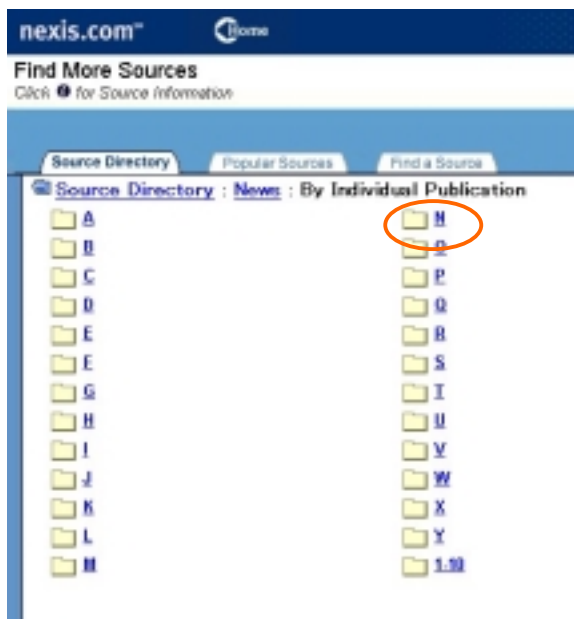 nexis.com™ Home
Find More Sources
Click i for Source Information
Source Directory Popular Sources Find a Source
Source Directory : News : By Individual Publication
A
B
C
D
E
F
G
H
I
J
K
L
M
N
O
P
Q
R
S
T
U
V
W
X
Y
1-10